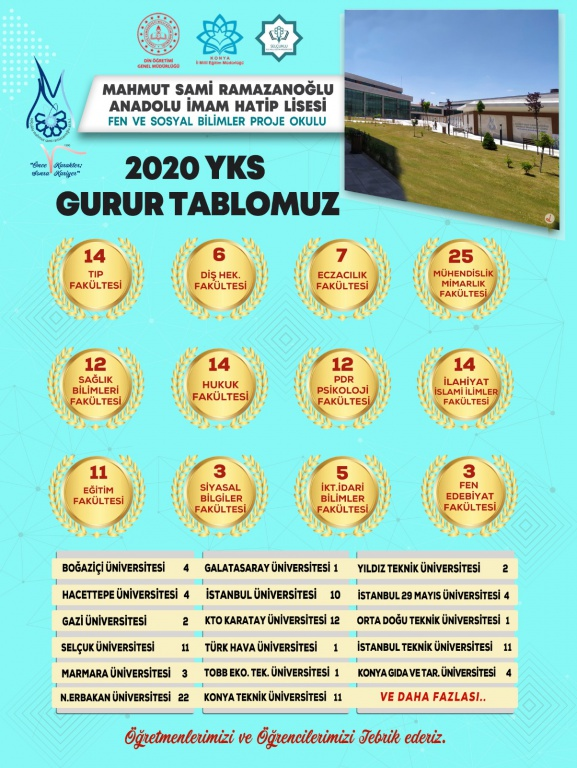 DİN ÖĞRETİMİ
GENEL MÜDÜRLÜĞÜ
KONYA
İl Millî Eğitim Müdürlüğü
SELÇUKLU
MAHMUT SAMİ RAMAZANOĞLU
ANADOLU İMAM HATİP LİSESİ
FEN VE SOSYAL BİLİMLER PROJE OKULU
"Önce Karakter;
Sonra Kariyer"
2020 YKS
GURUR TABLOMUZ
14
TIP
FAKÜLTESİ
6
DİŞ HEK.
FAKÜLTESİ
7
ECZACILIK
FAKÜLTESİ
25
MÜHENDİSLİK
MİMARLIK
FAKÜLTESİ
12
SAĞLIK
BİLİMLERİ
FAKÜLTESİ
14
HUKUK
FAKÜLTESİ
12
PDR
PSİKOLOJİ
FAKÜLTESİ
14
İLAHİYAT
İSLAMİ İLİMLER
FAKÜLTESİ
11
EĞİTİM
FAKÜLTESİ
3
SİYASAL
BİLGİLER
FAKÜLTESİ
5
İKT.İDARİ
BİLİMLER
FAKÜLTESİ
3
FEN
EDEBİYAT
FAKÜLTESİ
BOĞAZİÇİ ÜNİVERSİTESİ 4
HACETTEPE ÜNİVERSİTESİ 4
GAZİ ÜNİVERSİTESİ 2
SELÇUK ÜNİVERSİTESİ 11
MARMARA ÜNİVERSİTESİ 3
N.ERBAKAN ÜNİVERSİTESİ 22
GALATASARAY ÜNİVERSİTESİ 1
İSTANBUL ÜNİVERSİTESİ 10
KTO KARATAY ÜNİVERSİTESİ 12
TÜRK HAVA ÜNİVERSİTESİ 1
TOBB EKO. TEK. ÜNİVERSİTESİ 1
KONYA TEKNİK ÜNİVERSİTESİ 11
YILDIZ TEKNİK ÜNİVERSİTESİ 2
İSTANBUL 29 MAYIS ÜNİVERSİTESİ 4
ORTA DOĞU TEKNİK ÜNİVERSİTESİ 1
İSTANBUL TEKNİK ÜNİVERSİTESİ 11
KONYA GIDA VE TAR. ÜNİVERSİTESİ 4
VE DAHA FAZLASI..
Öğretmenlerimizi ve Öğrencilerimizi Tebrik ederiz.